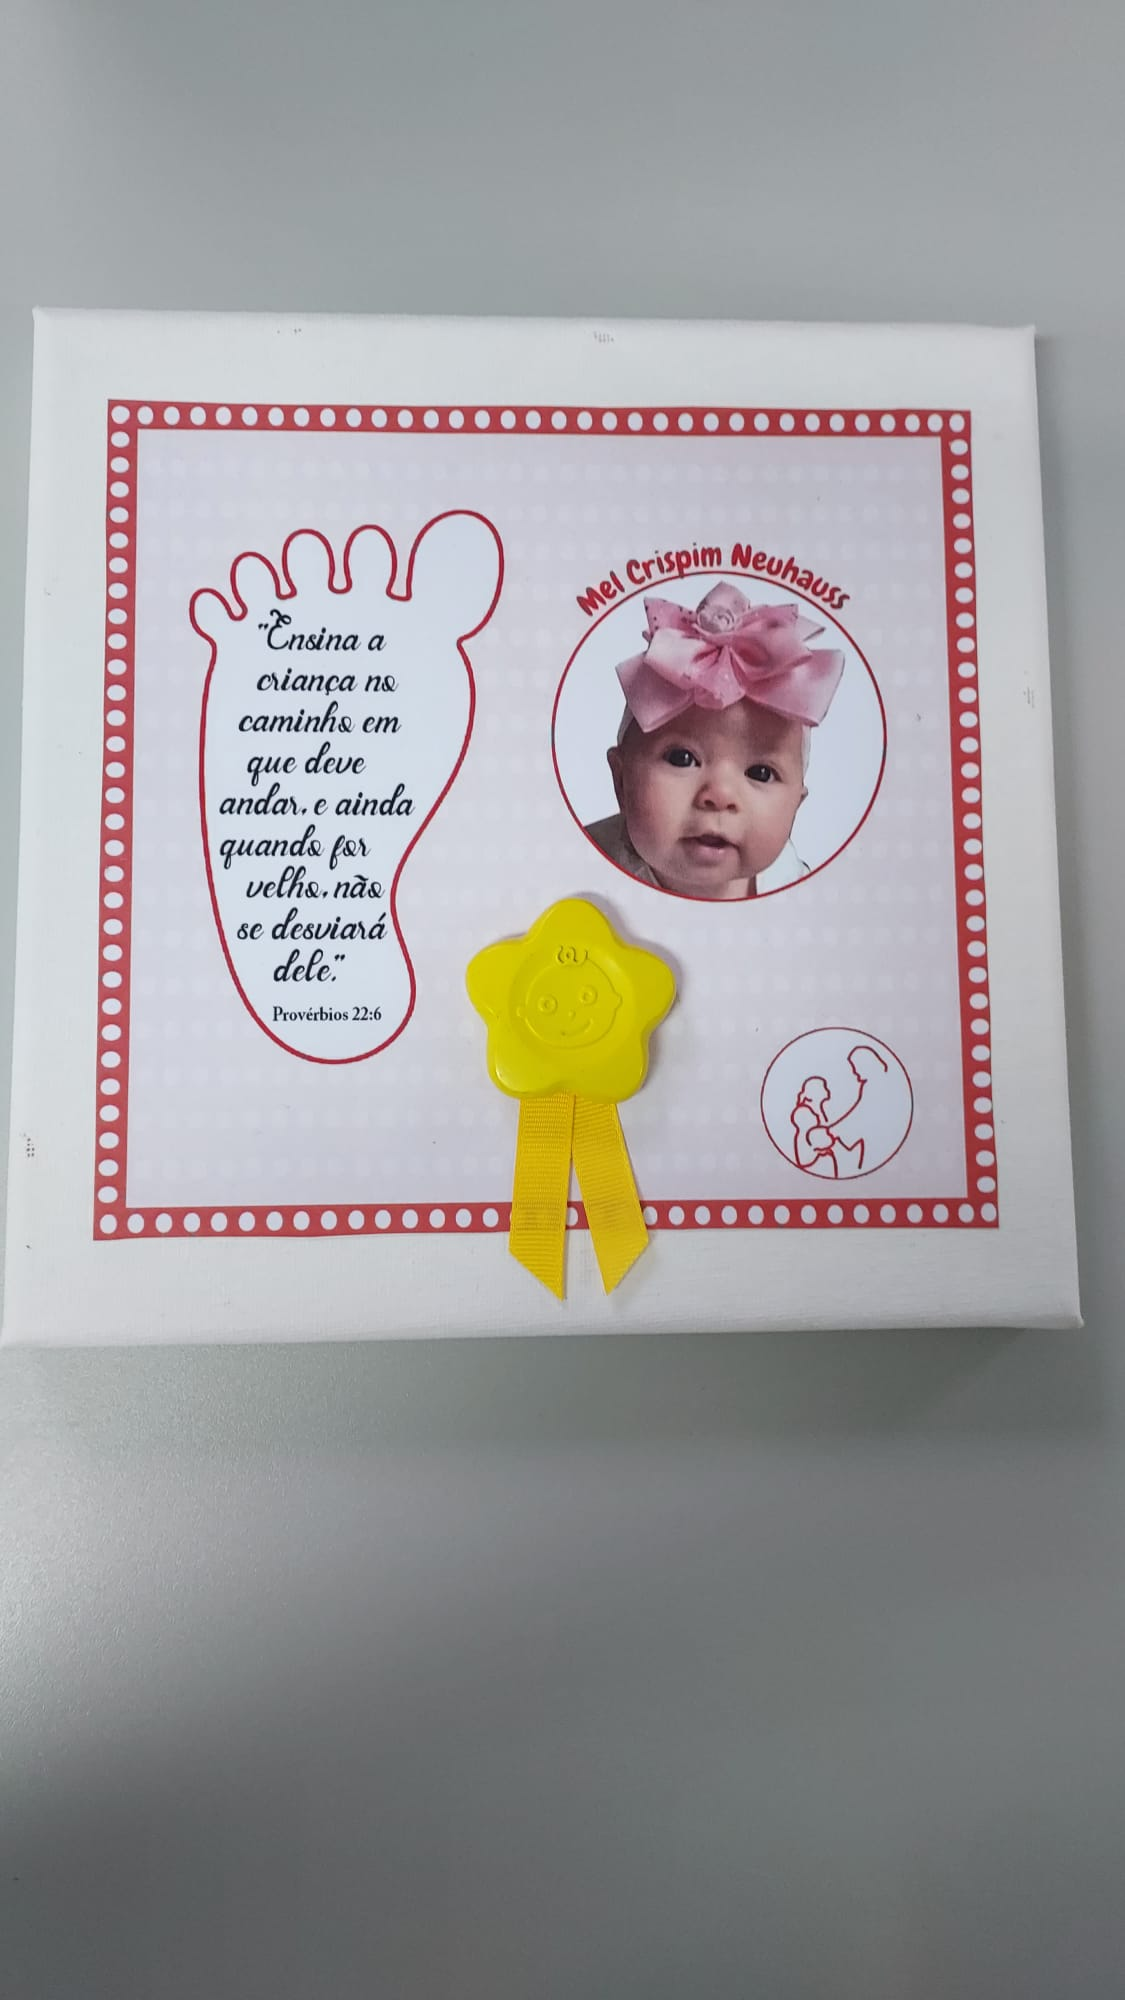 "Ensina a
criança no
caminho em
que deve
andar, e ainda
quando for
velho, não
se desviará
dele."
Provérbios 22:6
Mel Crispim Neuhauss